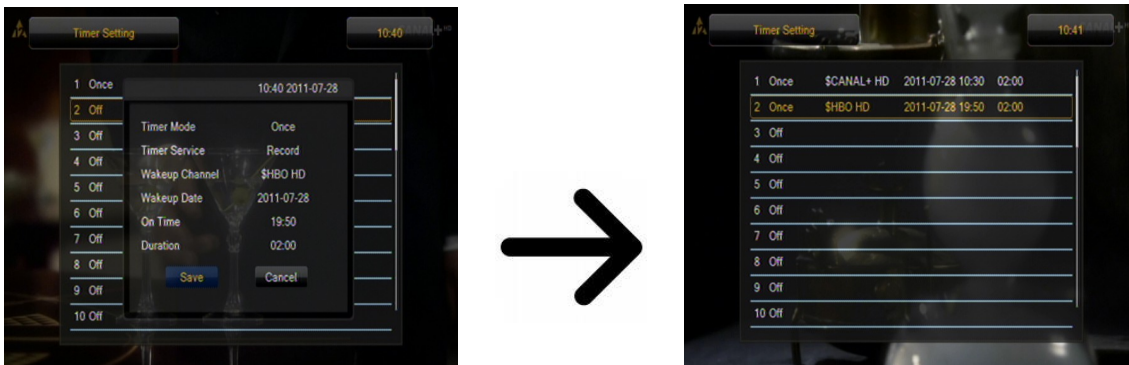 Timer Setting
10:40
1 Once
10:40 2011-07-28
2 Off
Timer Mode Once
3 Off
Timer Service Record
4 Off
Wakeup Channel $HBO HD
5 Off
Wakeup Date 2011-07-28
6 Off
On Time 19:50
7 Off
Duration 02:00
8 Off
Save Cancel
9 Off
10 Off
Timer Setting
10:41
1 Once $CANAL+ HD 2011-07-28 10:30 02:00
2 Once $HBO HD 2011-07-28 19:50 02:00
3 Off
4 Off
5 Off
6 Off
7 Off
8 Off
9 Off
10 Off